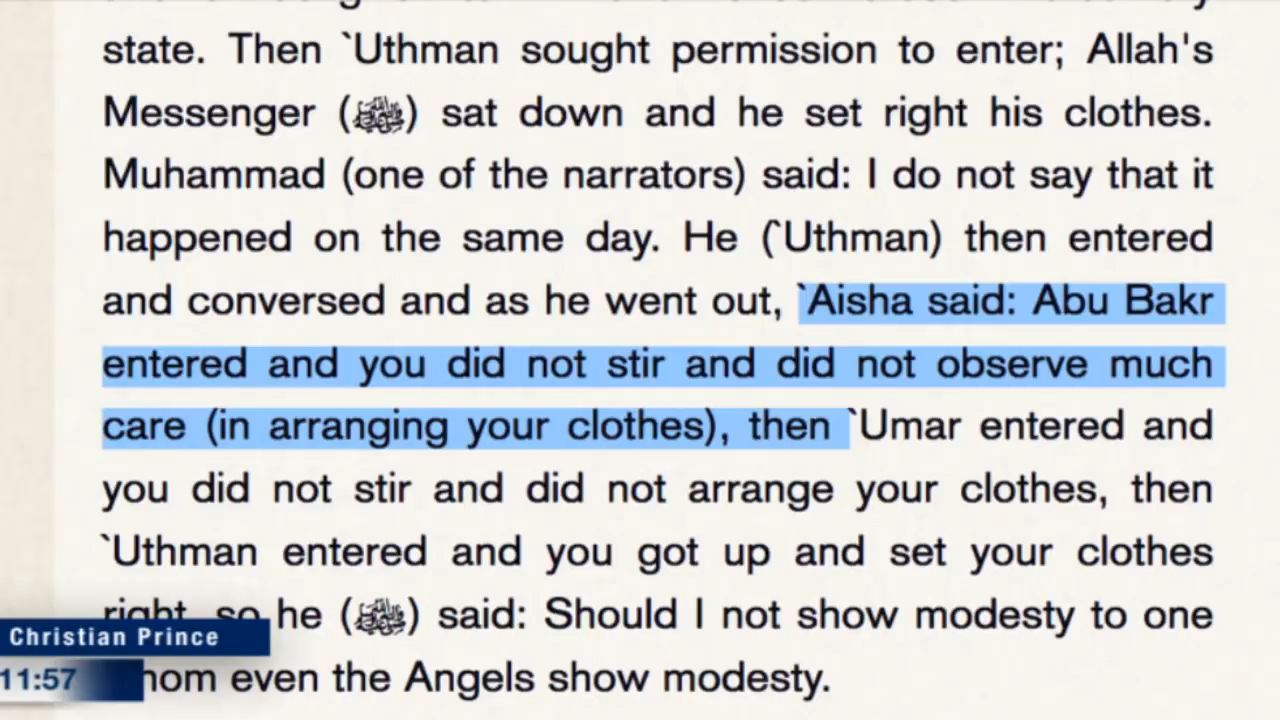 state. Then `Uthman sought permission to enter; Allah's
Messenger (ﷺ) sat down and he set right his clothes.
Muhammad (one of the narrators) said: I do not say that it
happened on the same day. He (`Uthman) then entered
and conversed and as he went out, `Aisha said: Abu Bakr
entered and you did not stir and did not observe much
care (in arranging your clothes), then `Umar entered and
you did not stir and did not arrange your clothes, then
`Uthman entered and you got up and set your clothes
right, so he (ﷺ) said: Should I not show modesty to one
even the Angels show modesty.
Christian Prince
11:57